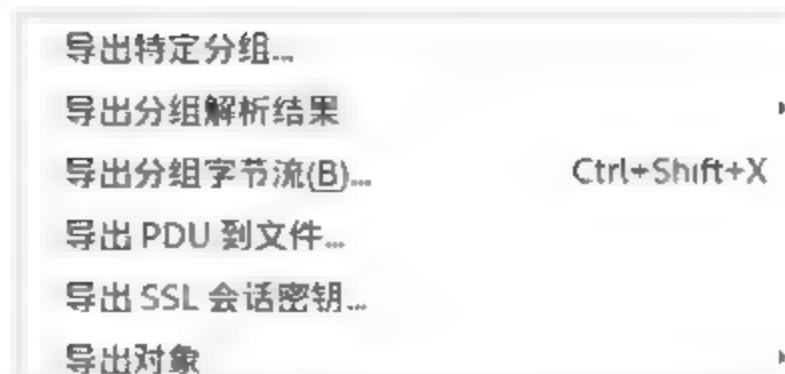 导出特定分组...
导出分组解析结果
导出分组字节流(B)... Ctrl+Shift+X
导出 PDU 到文件...
导出 SSL 会话密钥...
导出对象